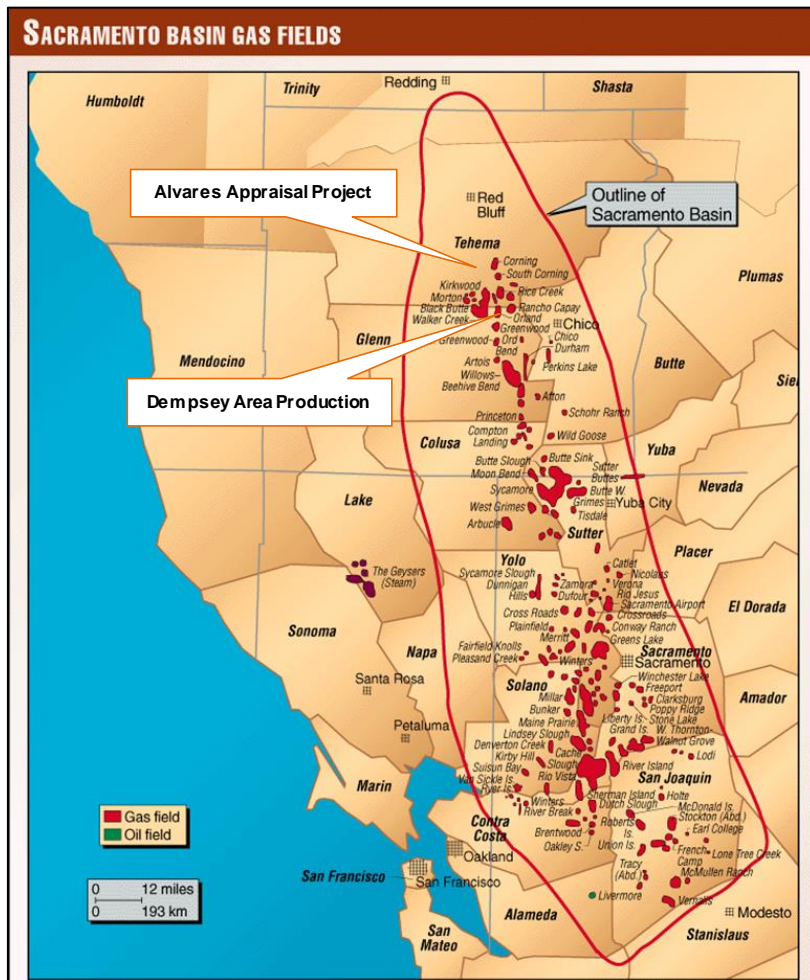 SACRAMENTO BASIN GAS FIELDS
Humboldt
Trinity
Redding
Shasta
Alvares Appraisal Project
Red
Bluff
Outline of
Sacramento Basin
Tehema
Corning
South Corning
Plumas
Kirkwood
Rice Creek
Morton
Black Butte
Rancho Capay
Walker Creek
Orland
Greenwood
Chico
Glenn
Greenwood
Ord
Bend
Chico
Durham
Mendocino
Artois
Perkins Lake
Butte
Willows–
Beehive Bend
Sie
Dempsey Area Production
Afton
Princeton
Schohr Ranch
Compton
Landing
Wild Goose
Colusa
Yuba
Butte Slough
Butte Sink
Sutter
Buttes
Moon Bend
Nevada
Lake
Sycamore
Butte W.
Grimes
Yuba City
West Grimes
Tisdale
Arbucle
Sutter
Placer
Yolo
Catlet
The Geysers
(Steam)
Sycamore Slough
Nicolaus
Dunnigan
Hills
Zamora
Verona
Dufour
Rio Jesus
El Dorada
Sacramento Airport
Cross Roads
Crossroads
Sonoma
Plainfield
Conway Ranch
Merritt
Greens Lake
Napa
Fairfield Knolls
Sacramento
Pleasand Creek
Winters
Sacramento
Santa Rosa
Solano
Winchester Lake
Freeport
Amador
Millar
Clarksburg
Bunker
Poppy Ridge
Petaluma
Maine Prairie
Liberty Is.
Stone Lake
Grand Is.
W. Thornton-
Walnut Grove
Lindsey Slough
Denverton Creek
Cache
Slough
Lodi
Kirby Hill
River Island
Suisun Bay
San Joaquin
Marin
Van Sickle Is.
Rio Vista
Ryer Is.
Sherman Island
Holte
Gas field
Oil field
Winters
Dutch Slough
McDonald Is.
River Break
Stockton (Abd.)
Contra
Costa
Roberts
Is.
Earl College
Brentwood
Union Is.
Oakley S.
French
Camp
Lone Tree Creek
Oakland
Tracy
(Abd.)
McMullen Ranch
San Francisco
San Francisco
0 12 miles
0 193 km
Livermore
Vernalis
Alameda
Modesto
San
Mateo
Stanislaus